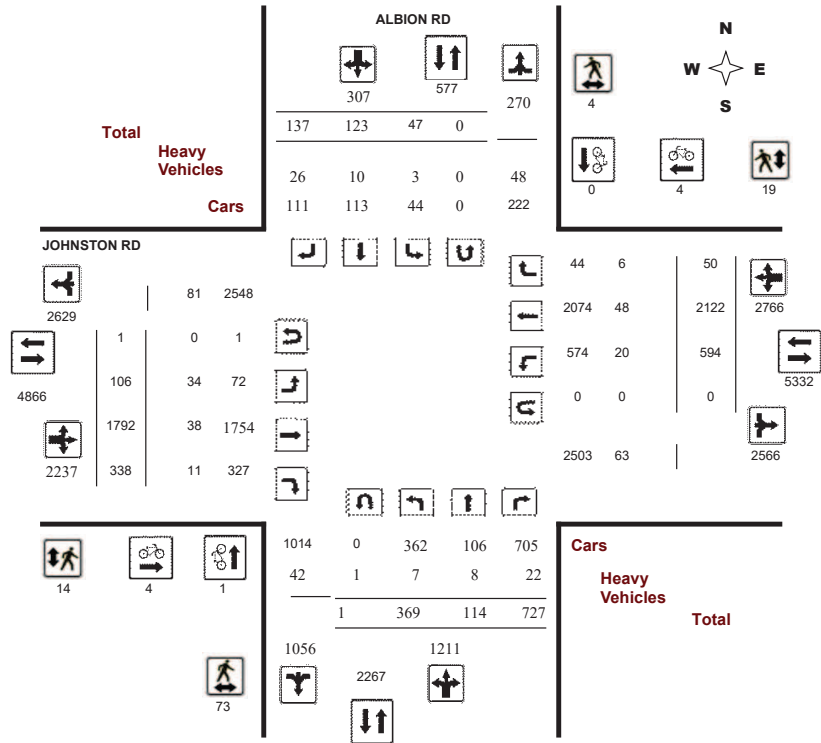 ALBION RD
N
W E
S
307 577 270 4
Total 137 123 47 0
Heavy
Vehicles
26 10 3 0 48
Cars 111 113 44 0 222
0 4 19
JOHNSTON RD
2629 81 2548
1 0 1
4866 106 34 72
1792 38 1754
2237 338 11 327
44 6 50
2074 48 2122 2766
574 20 594
0 0 0 5332
2503 63 2566
1014 0 362 106 705 Cars
42 1 7 8 22 Heavy
Vehicles
1 369 114 727 Total
14 4 1
1056 2267 1211
73